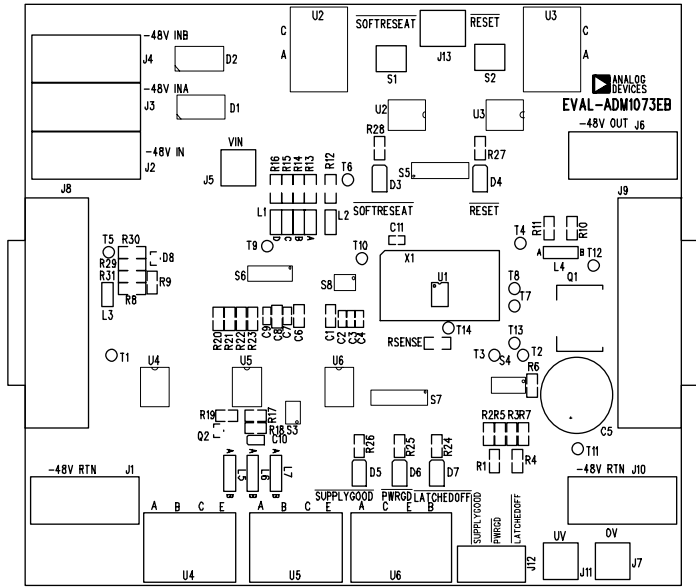 U2
SOFTRESEAT
RESET
U3
-48V INB
J4
D2
C
A
J13
C
A
S1
S2
-48V INA
J3
D1
ANALOG
DEVICES
EVAL-ADM1073EB
U2
U3
-48V IN
J2
R28
R27
-48V OUT
J6
VIN
J5
R16
R15
R14
R13
R12
T6
S5
D3
D4
J8
J9
L1
D
C
B
A
L2
SOFTRESEAT
RESET
T5
R30
R29
D8
R31
R9
R8
L3
T9
T10
C11
X1
U1
T4
R11
R10
A
B
L4
T12
S6
S8
T8
T7
Q1
R20
R21
R22
R23
C9
C8
C7
C6
C1
C2
C3
C4
T14
RSENSE
T13
T3
T2
S4
T1
U4
U5
U6
R6
S7
C5
R19
R17
R18
S3
Q2
C10
R2
R5
R3
R7
T11
R26
R25
R24
R1
R4
A
A
A
L5
L6
L7
B
B
B
D5
D6
D7
-48V RTN
J1
-48V RTN
J10
SUPPLYGOOD
PWRGD
LATCHEDOFF
A
B
C
E
A
B
C
E
A
C
E
B
SUPPLYGOOD
PWRGD
LATCHEDOFF
U4
U5
U6
J12
UV
J11
OV
J7